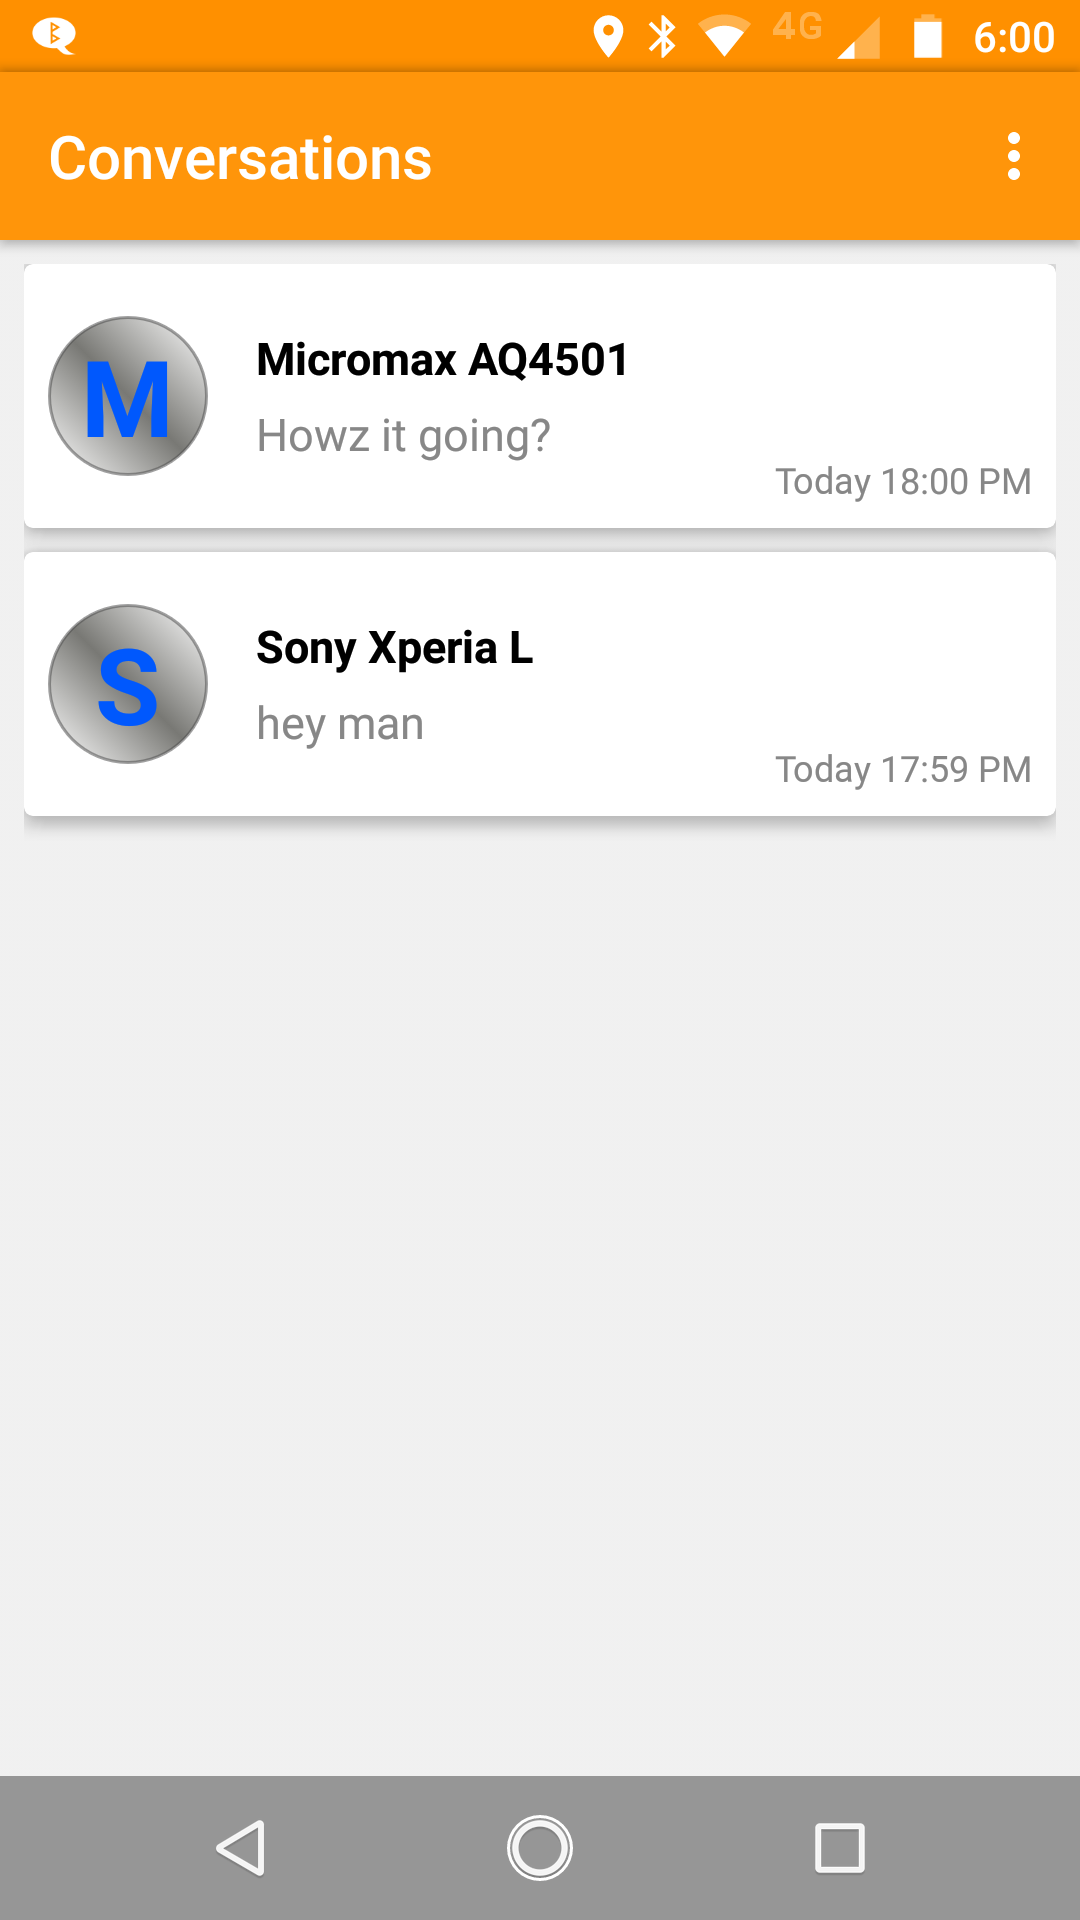 4G 6:00
Conversations
M
Micromax AQ4501
Howz it going?
Today 18:00 PM
S
Sony Xperia L
hey man
Today 17:59 PM